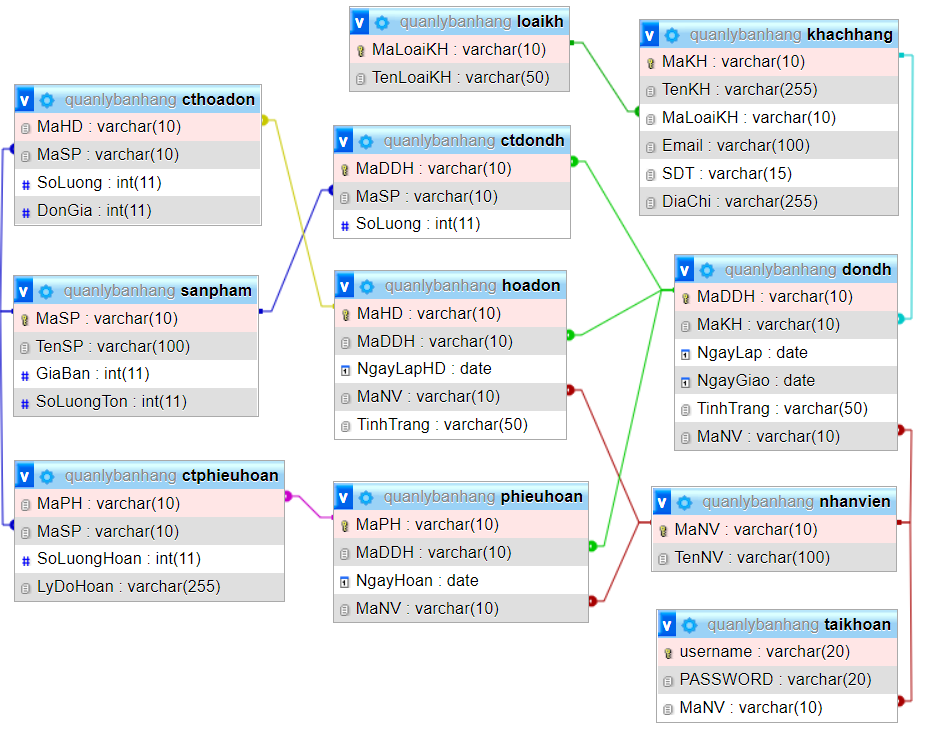 quanlybanhang loaikh
MaLoaiKH : varchar(10)
TenLoaiKH : varchar(50)
quanlybanhang khachhang
MaKH : varchar(10)
TenKH : varchar(255)
MaLoaiKH : varchar(10)
Email : varchar(100)
SDT : varchar(15)
DiaChi : varchar(255)
quanlybanhang cthoadon
MaHD : varchar(10)
MaSP : varchar(10)
# SoLuong : int(11)
# DonGia : int(11)
quanlybanhang ctdondh
MaDDH : varchar(10)
MaSP : varchar(10)
# SoLuong : int(11)
quanlybanhang sanpham
MaSP : varchar(10)
TenSP : varchar(100)
# GiaBan : int(11)
# SoLuongTon : int(11)
quanlybanhang hoadon
MaHD : varchar(10)
MaDDH : varchar(10)
NgayLapHD : date
MaNV : varchar(10)
TinhTrang : varchar(50)
quanlybanhang dondh
MaDDH : varchar(10)
MaKH : varchar(10)
NgayLap : date
NgayGiao : date
TinhTrang : varchar(50)
MaNV : varchar(10)
quanlybanhang ctphieuhoan
MaPH : varchar(10)
MaSP : varchar(10)
# SoLuongHoan : int(11)
LyDoHoan : varchar(255)
quanlybanhang phieuhoan
MaPH : varchar(10)
MaDDH : varchar(10)
NgayHoan : date
MaNV : varchar(10)
quanlybanhang nhanvien
MaNV : varchar(10)
TenNV : varchar(100)
quanlybanhang taikhoan
username : varchar(20)
PASSWORD : varchar(20)
MaNV : varchar(10)